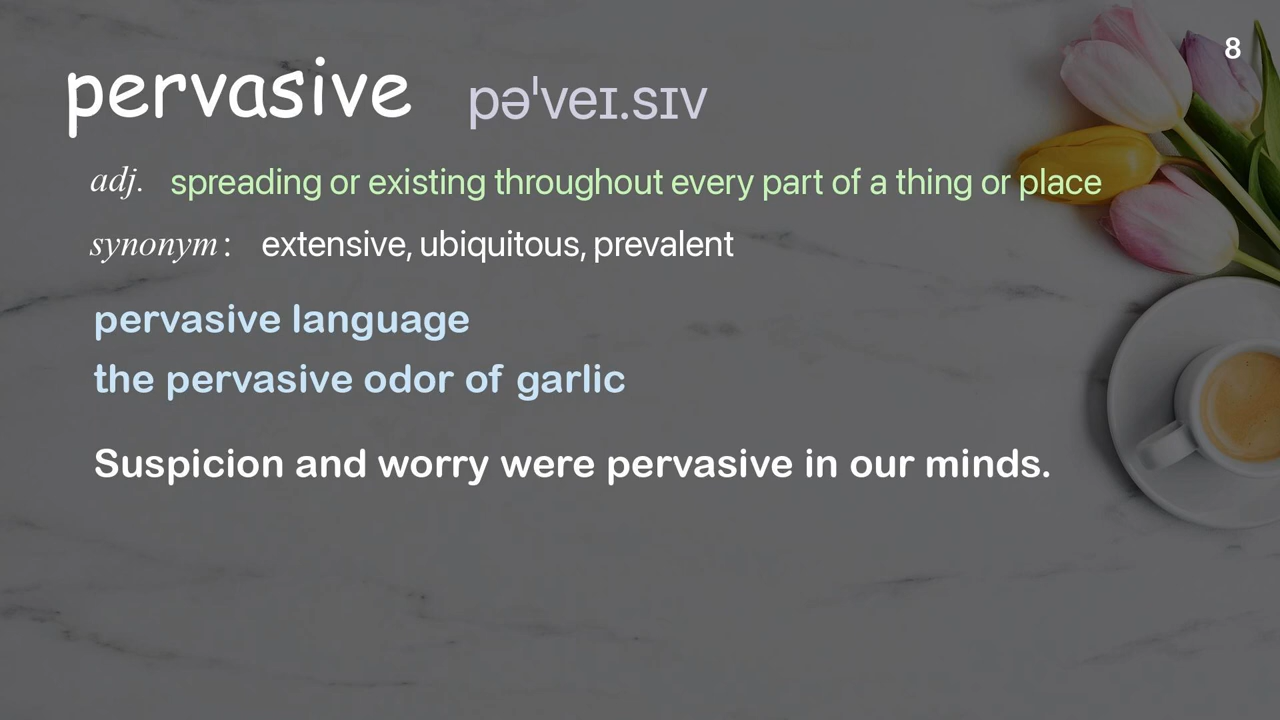 8
pervasive pəˈveɪ.sɪv
adj. spreading or existing throughout every part of a thing or place
synonym: extensive, ubiquitous, prevalent
pervasive language
the pervasive odor of garlic
Suspicion and worry were pervasive in our minds.